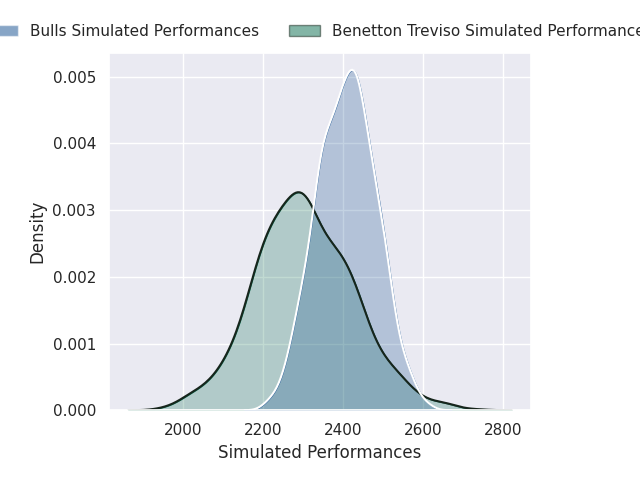 Bulls Simulated Performances
Benetton Treviso Simulated Performance
0.005
0.004
0.003
0.002
0.001
0.000
Density
2000 2200 2400 2600 2800
Simulated Performances